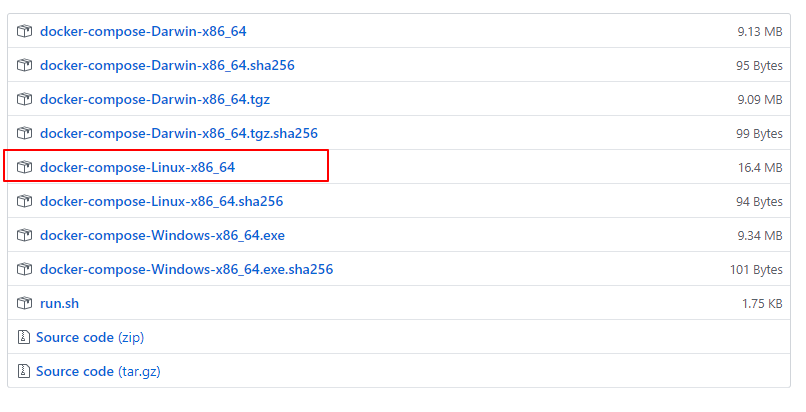 docker-compose-Darwin-x86_64 9.13 MB
docker-compose-Darwin-x86_64.sha256 95 Bytes
docker-compose-Darwin-x86_64.tgz 9.09 MB
docker-compose-Darwin-x86_64.tgz.sha256 99 Bytes
docker-compose-Linux-x86_64 16.4 MB
docker-compose-Linux-x86_64.sha256 94 Bytes
docker-compose-Windows-x86_64.exe 9.34 MB
docker-compose-Windows-x86_64.exe.sha256 101 Bytes
run.sh 1.75 KB
Source code (zip)
Source code (tar.gz)